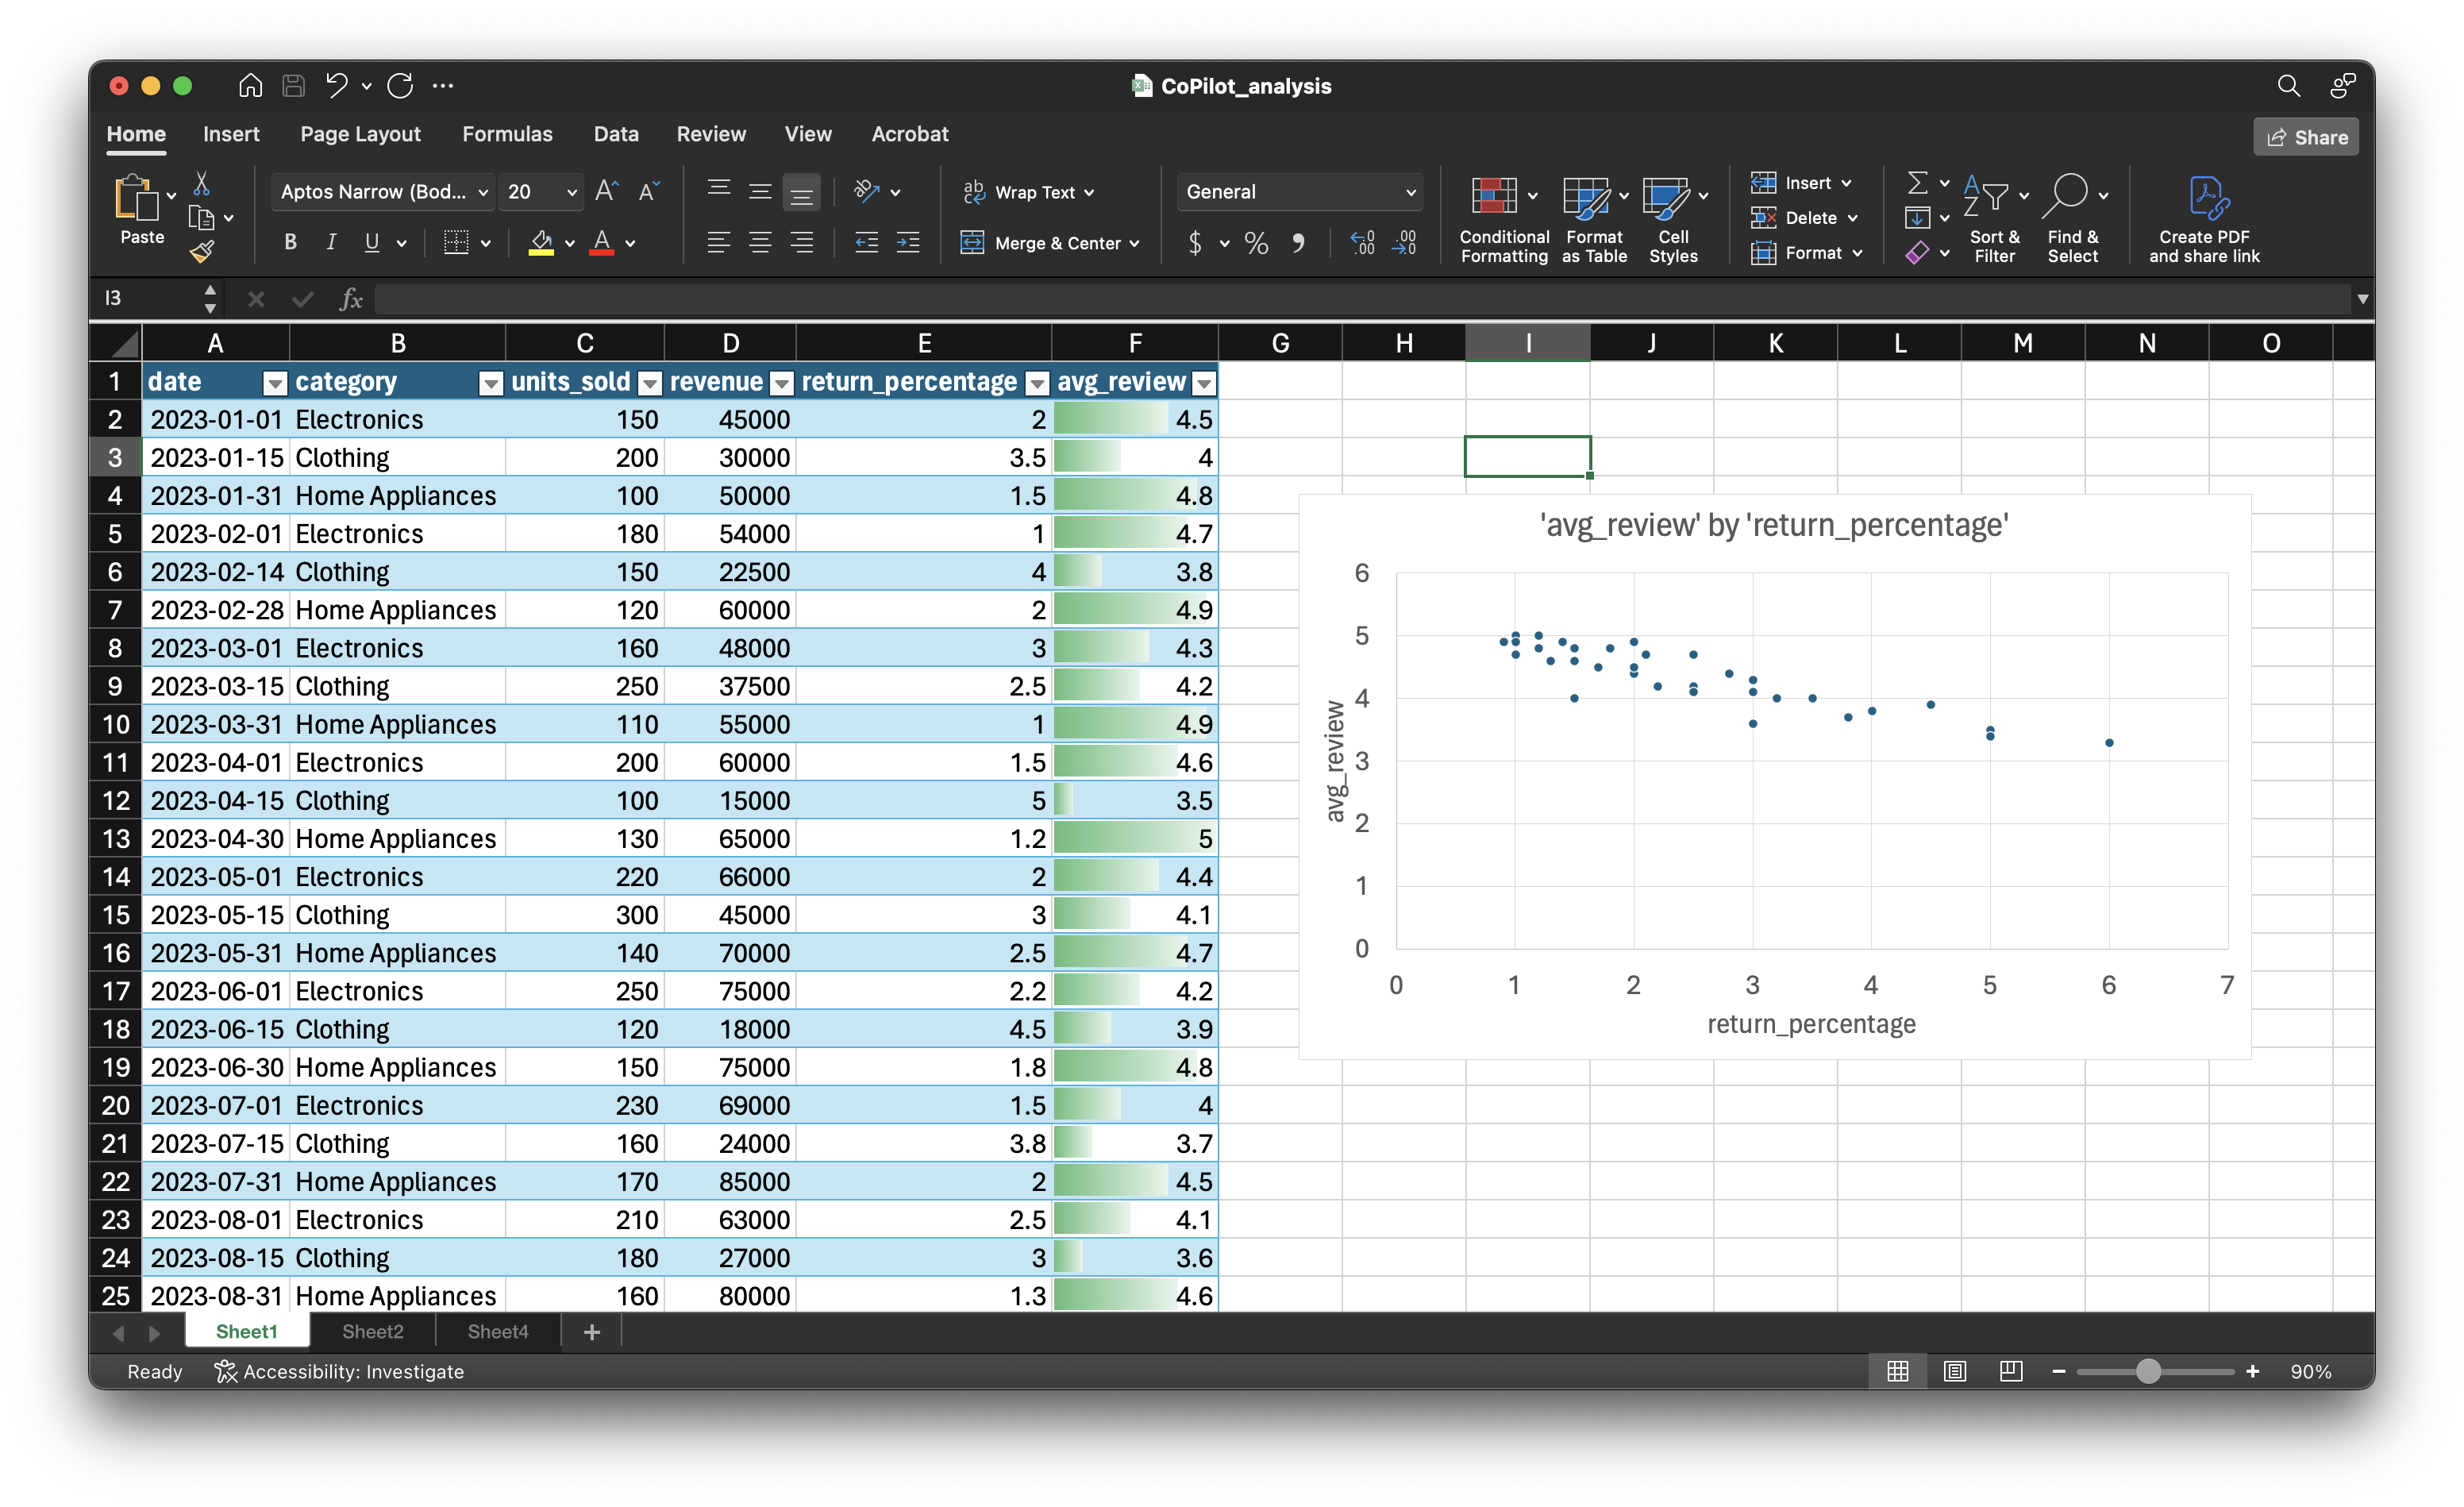 CoPilot_analysis
Home Insert Page Layout Formulas Data Review View Acrobat Share
Paste
Aptos Narrow (Bod... 20
Wrap Text
Merge & Center
General
Conditional Formatting
Format as Table
Cell Styles
Insert
Delete
Format
Sort & Filter
Find & Select
Create PDF and share link
I3 fx
A B C D E F G H I J K L M N O
1 date category units_sold revenue return_percentage avg_review
2 2023-01-01 Electronics 150 45000 2 4.5
3 2023-01-15 Clothing 200 30000 3.5 4
4 2023-01-31 Home Appliances 100 50000 1.5 4.8
5 2023-02-01 Electronics 180 54000 1 4.7
6 2023-02-14 Clothing 150 22500 4 3.8
7 2023-02-28 Home Appliances 120 60000 2 4.9
8 2023-03-01 Electronics 160 48000 3 4.3
9 2023-03-15 Clothing 250 37500 2.5 4.2
10 2023-03-31 Home Appliances 110 55000 1 4.9
11 2023-04-01 Electronics 200 60000 1.5 4.6
12 2023-04-15 Clothing 100 15000 5 3.5
13 2023-04-30 Home Appliances 130 65000 1.2 5
14 2023-05-01 Electronics 220 66000 2 4.4
15 2023-05-15 Clothing 300 45000 3 4.1
16 2023-05-31 Home Appliances 140 70000 2.5 4.7
17 2023-06-01 Electronics 250 75000 2.2 4.2
18 2023-06-15 Clothing 120 18000 4.5 3.9
19 2023-06-30 Home Appliances 150 75000 1.8 4.8
20 2023-07-01 Electronics 230 69000 1.5 4
21 2023-07-15 Clothing 160 24000 3.8 3.7
22 2023-07-31 Home Appliances 170 85000 2 4.5
23 2023-08-01 Electronics 210 63000 2.5 4.1
24 2023-08-15 Clothing 180 27000 3 3.6
25 2023-08-31 Home Appliances 160 80000 1.3 4.6
'avg_review' by 'return_percentage'
avg_review
6
5
4
3
2
1
0
0 1 2 3 4 5 6 7
return_percentage
Sheet1 Sheet2 Sheet4 +
Ready Accessibility: Investigate 90%